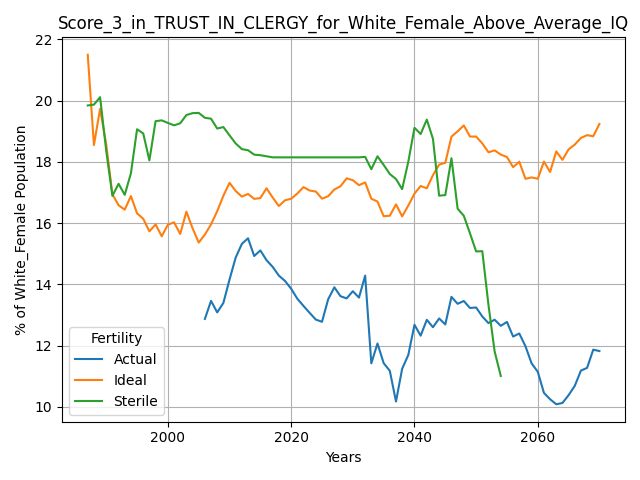 Score_3_in_TRUST_IN_CLERGY_for_White_Female_Above_Average_IQ
22
20
18
16
14
12
10
% of White_Female Population
Fertility
Actual
Ideal
Sterile
2000
2020
2040
2060
Years